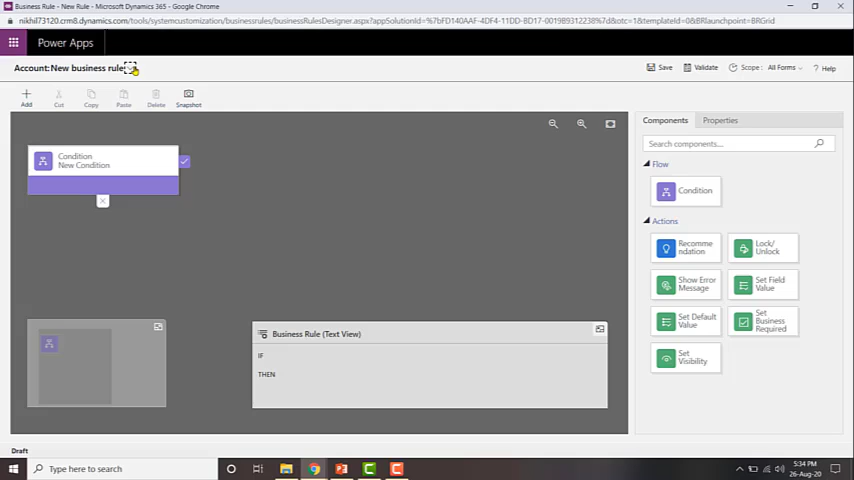 Business Rule - New Rule - Microsoft Dynamics 365 - Google Chrome
nikhil73120.crm8.dynamics.com/tools/systemcustomization/businessrules/businessRulesDesigner.aspx?appSolutionId=%7bFD140AAF-4DF4-11DD-BD17-0019B9312238%7d&otc=1&templateId=0&BRlaunchpoint=BRGrid
Power Apps
Account:New business rule
Save
Validate
Scope :
All Forms
? Help
Add
Cut
Copy
Paste
Delete
Snapshot
Condition
New Condition
Components
Properties
Search components...
Flow
Condition
Actions
Recomme
ndation
Lock/
Unlock
Show Error
Message
Set Field
Value
Set Default
Value
Set
Business
Required
Set
Visibility
Business Rule (Text View)
IF
THEN
Draft
Type here to search
5:34 PM
26-Aug-20